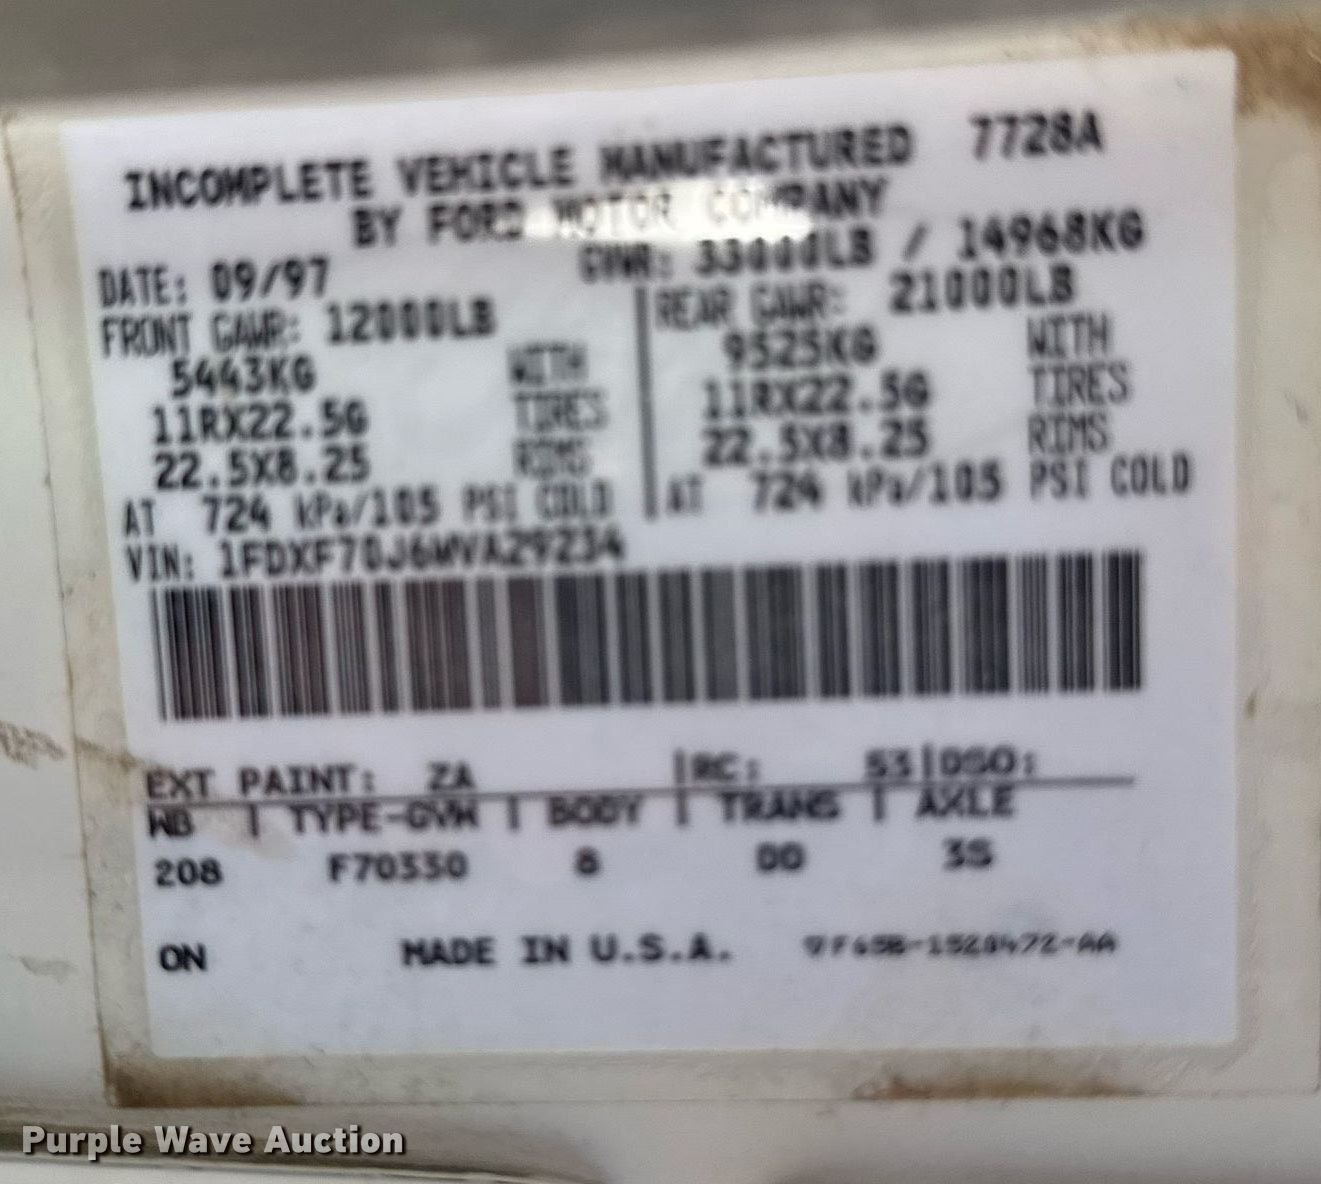 INCOMPLETE VEHICLE MANUFACTURED 7728A
BY FORD MOTOR COMPANY
DATE: 09/97 GVWR: 33000LB / 14968KG
FRONT GAWR: 12000LB REAR GAWR: 21000LB
5443KG WITH 9525KG WITH
11RX22.5G TIRES 11RX22.5G TIRES
22.5X8.25 RIMS 22.5X8.25 RIMS
AT 724 kPa/105 PSI COLD AT 724 kPa/105 PSI COLD
VIN: 1FDXF70J6WVA29234
EXT PAINT: ZA RC: 53 DSO:
WB TYPE-GVW BODY TRANS AXLE
208 F70330 8 00 3S
ON MADE IN U.S.A.
Purple Wave Auction